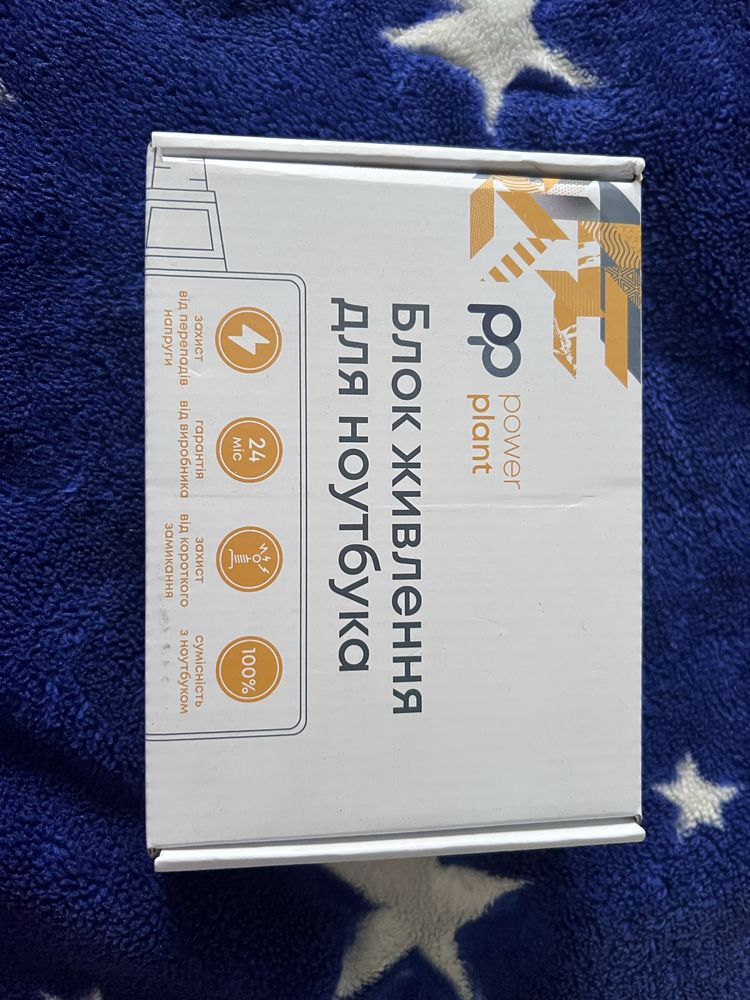 power
plant
Блок живлення
для ноутбука
захист
від перепадів
напруги
24
міс
гарантія
від виробника
захист
від короткого
замикання
100%
сумісність
з ноутбуком